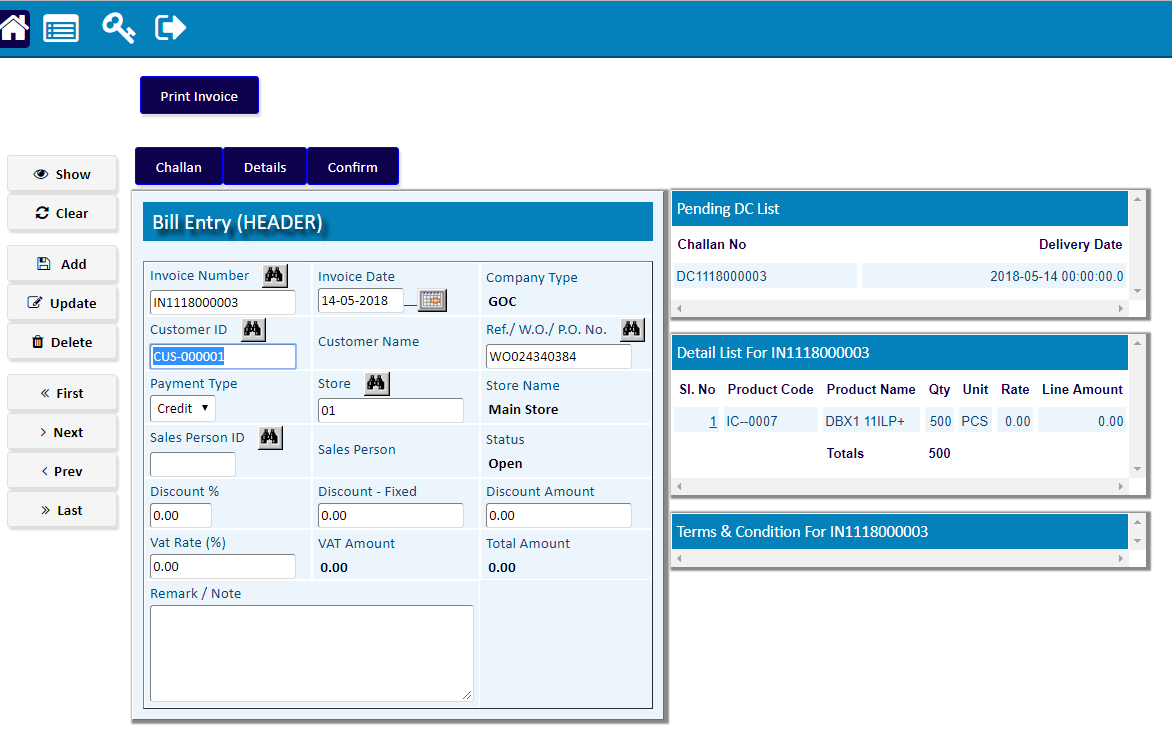 Print Invoice
Challan Details Confirm
Show
Clear
Add
Update
Delete
« First
> Next
< Prev
» Last
Bill Entry (HEADER)
Invoice Number Invoice Date Company Type
IN1118000003 14-05-2018 GOC
Customer ID Customer Name Ref./ W.O./ P.O. No.
CUS-000001 WO024340384
Payment Type Store Store Name
Credit 01 Main Store
Sales Person ID Sales Person Status
Open
Discount % Discount - Fixed Discount Amount
0.00 0.00 0.00
Vat Rate (%) VAT Amount Total Amount
0.00 0.00 0.00
Remark / Note
Pending DC List
Challan No Delivery Date
DC1118000003 2018-05-14 00:00:00.0
Detail List For IN1118000003
Sl. No Product Code Product Name Qty Unit Rate Line Amount
1 IC--0007 DBX1 11ILP+ 500 PCS 0.00 0.00
Totals 500
Terms & Condition For IN1118000003